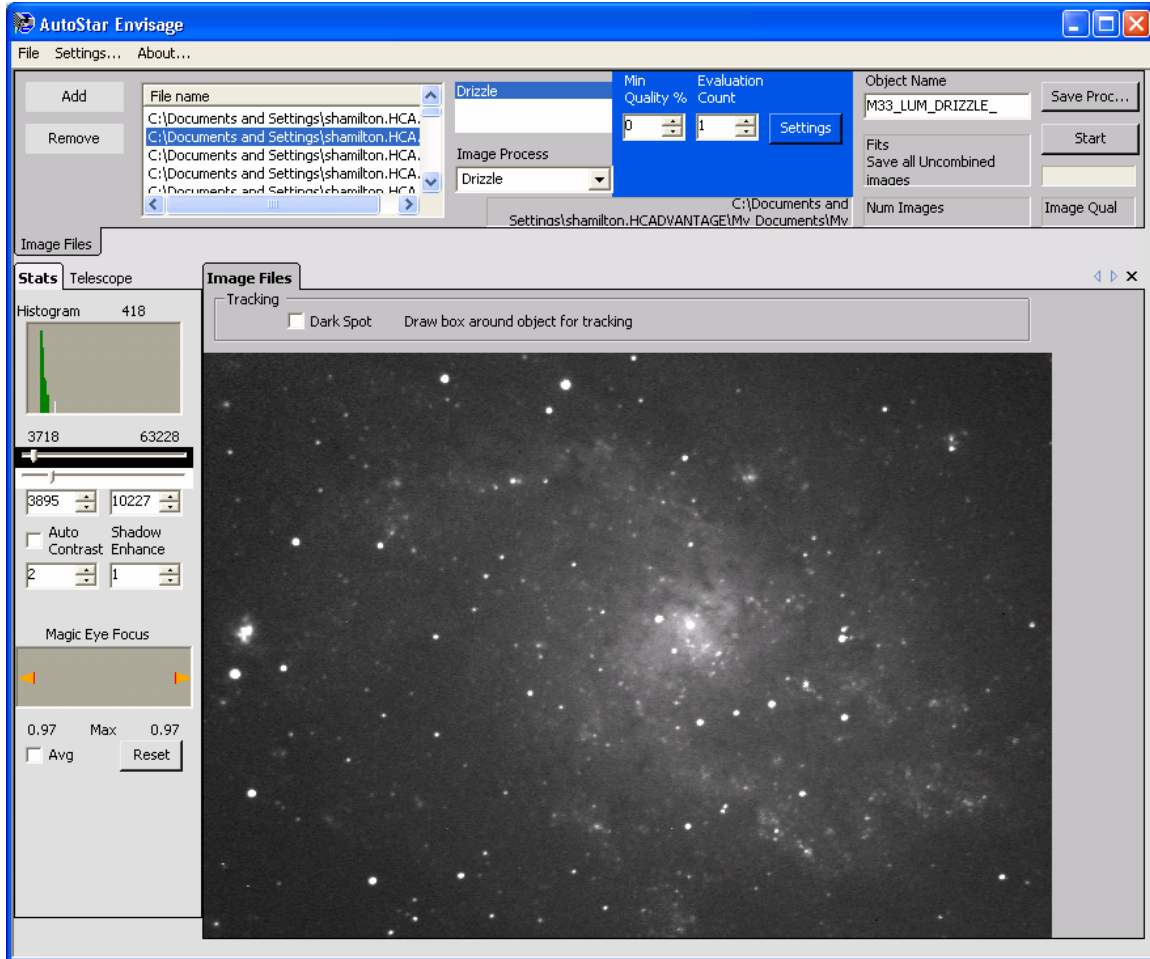 AutoStar Envisage
File Settings... About...
Add
Remove
File name
C:\Documents and Settings\shamilton.HCA.
C:\Documents and Settings\shamilton.HCA.
C:\Documents and Settings\shamilton.HCA.
C:\Documents and Settings\shamilton.HCA.
C:\Documents and Settings\shamilton.HCA.
Drizzle
Image Process
Drizzle
Min Quality %
Evaluation Count
0
1
Settings
C:\Documents and
Settings\shamilton.HCADVANTAGE\My Documents\My
Object Name
M33_LUM_DRIZZLE_
Fits
Save all Uncombined
images
Num Images
Save Proc...
Start
Image Qual
Image Files
Stats Telescope
Histogram 418
3718 63228
3895 10227
Auto Contrast
Shadow Enhance
2 1
Magic Eye Focus
0.97 Max 0.97
Avg Reset
Image Files
Tracking
Dark Spot Draw box around object for tracking